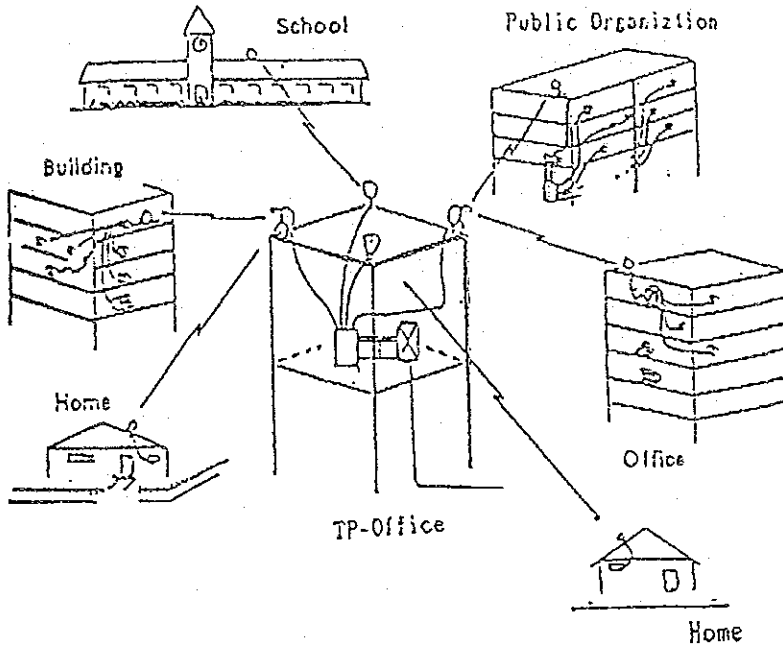 School
Public Organiztion
Building
Home
Office
TP-Office
Home